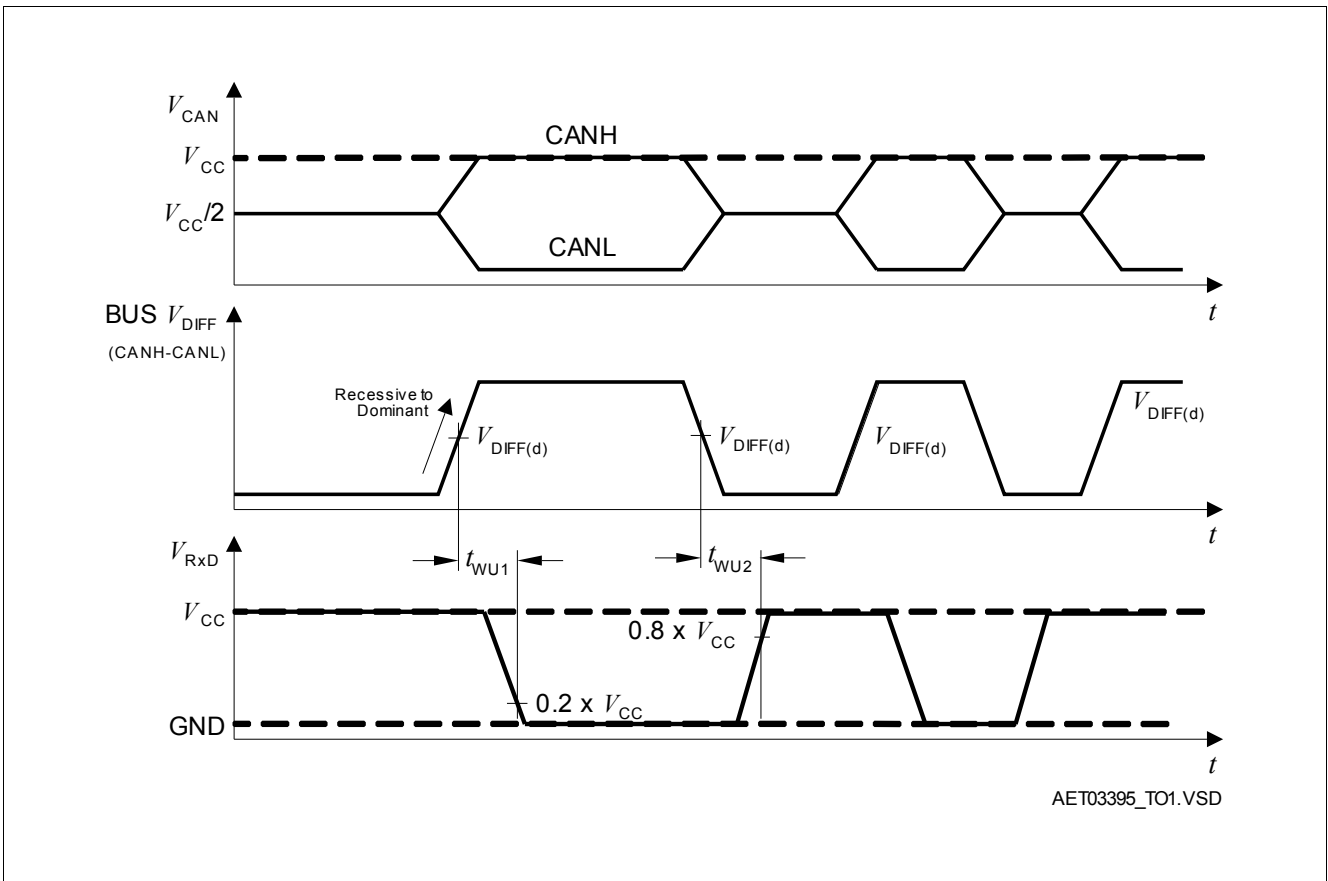 VCAN
CANH
VCC
VCC/2
CANL
t
BUS VDIFF
(CANH-CANL)
Recessive to
Dominant
VDIFF(d)
VDIFF(d)
VDIFF(d)
VDIFF(d)
t
VRxD
tWU1
tWU2
VCC
0.8 x VCC
0.2 x VCC
GND
t
AET03395_TO1.VSD